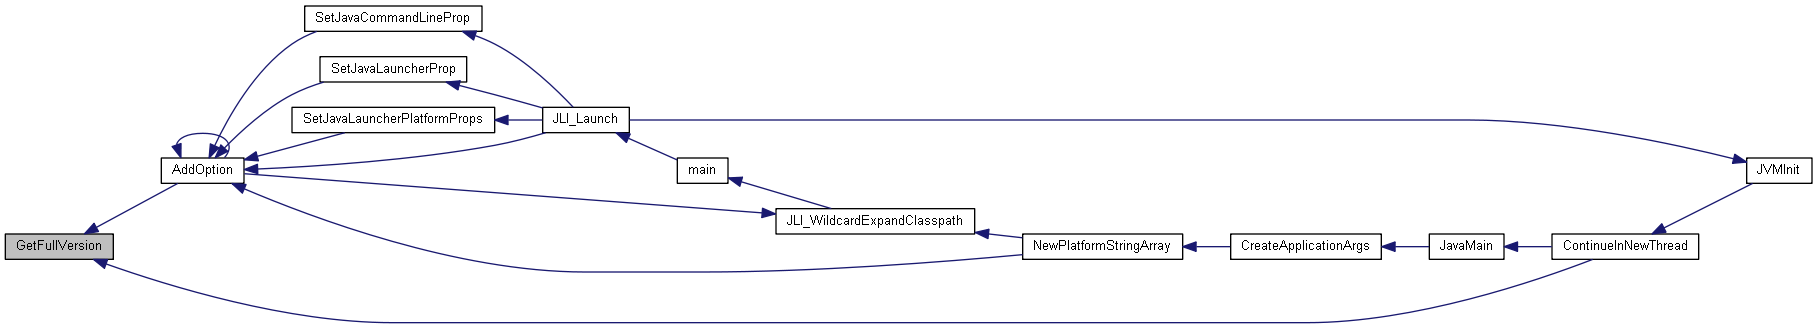 SetJavaCommandLineProp
SetJavaLauncherProp
SetJavaLauncherPlatformProps
JLI_Launch
AddOption
main
JVMInit
JLI_WildcardExpandClasspath
GetFullVersion
NewPlatformStringArray
CreateApplicationArgs
JavaMain
ContinueInNewThread